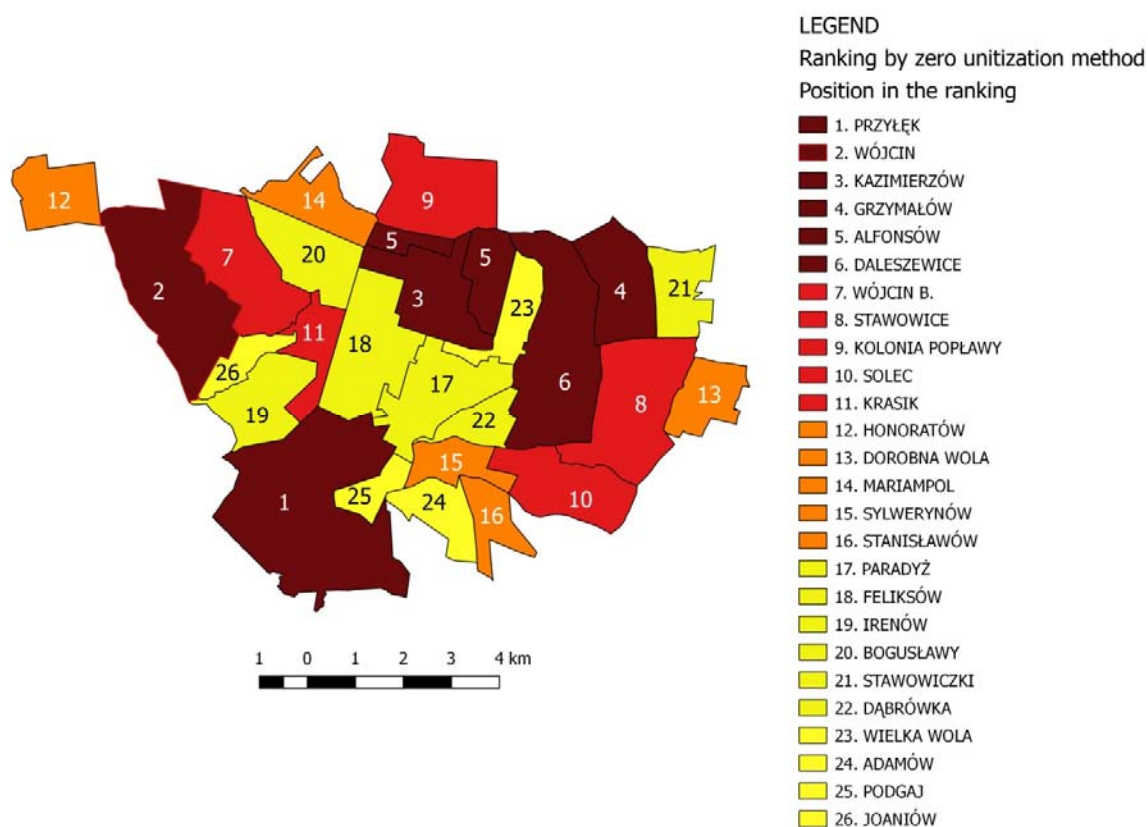 LEGEND
Ranking by zero unitization method
Position in the ranking
1. PRZYŁĘK
2. WÓJCIN
3. KAZIMIERZÓW
4. GRZYMAŁÓW
5. ALFONSÓW
6. DALESZEWICE
7. WÓJCIN B.
8. STAWOWICE
9. KOLONIA POPŁAWY
10. SOLEC
11. KRASIK
12. HONORATÓW
13. DOROBNA WOLA
14. MARIAMPOL
15. SYLWERYNÓW
16. STANISŁAWÓW
17. PARADYŻ
18. FELIKSÓW
19. IRENÓW
20. BOGUSŁAWY
21. STAWOWICZKI
22. DĄBRÓWKA
23. WIELKA WOLA
24. ADAMÓW
25. PODGAJ
26. JOANIÓW
12
14
9
5
5
20
7
2
3
23
4
21
11
18
26
17
6
13
19
22
8
15
1
25
24
16
10
1 0 1 2 3 4 km